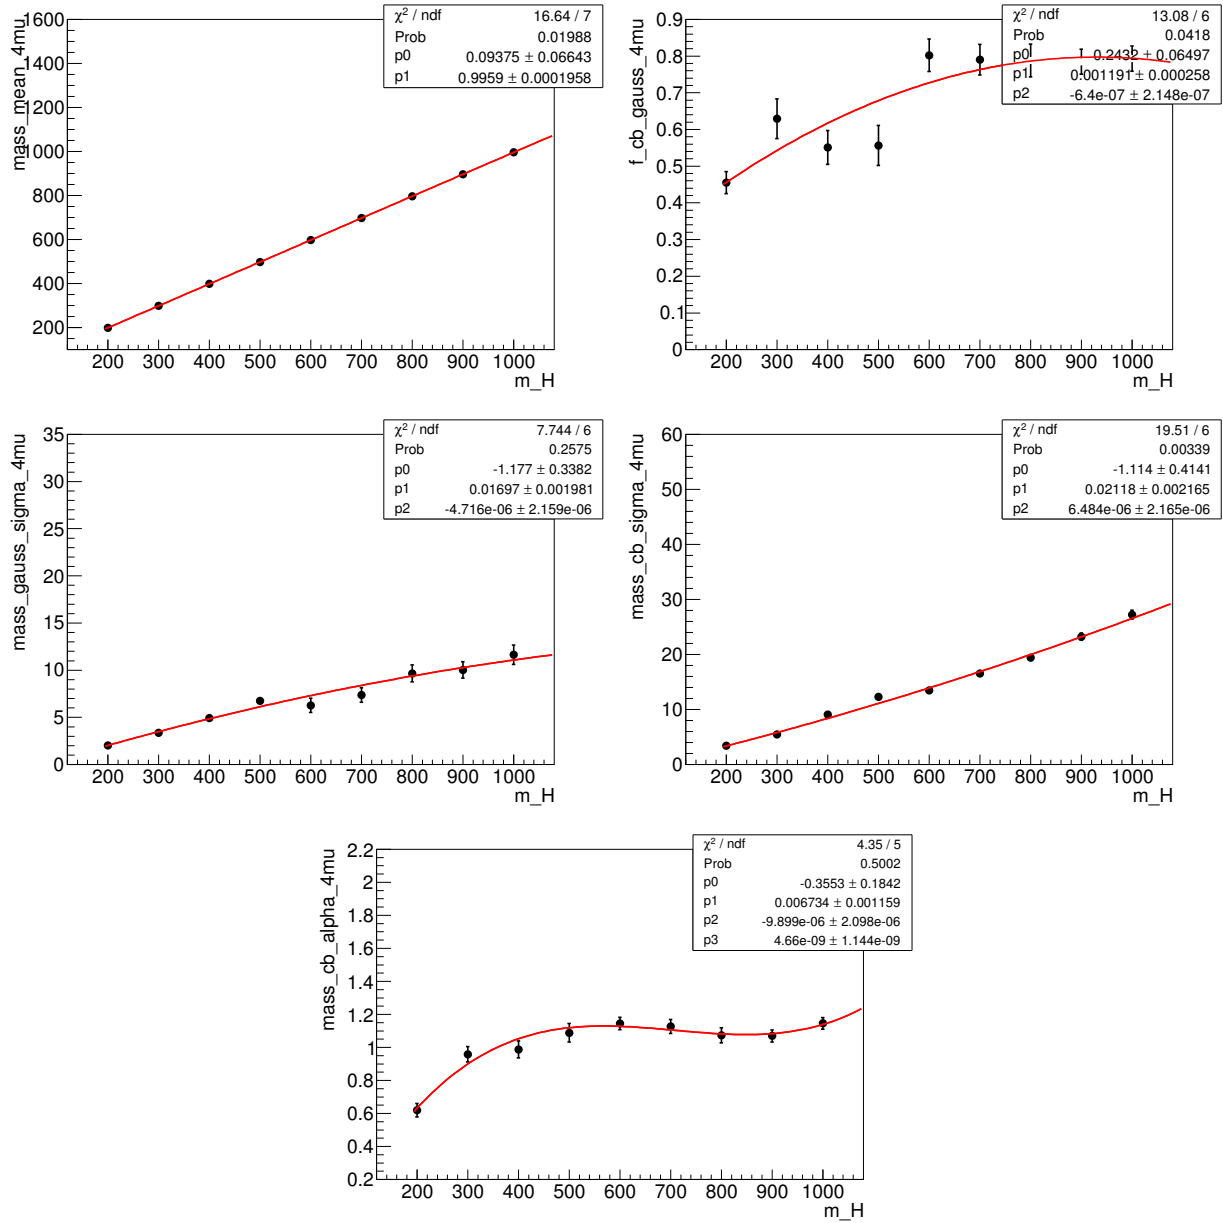 χ² / ndf 16.64 / 7
Prob 0.01988
p0 0.09375 ± 0.06643
p1 0.9959 ± 0.0001958
mass_mean_4mu
1600
1400
1200
1000
800
600
400
200
200 300 400 500 600 700 800 900 1000
m_H
χ² / ndf 13.08 / 6
Prob 0.0418
p0 0.2432 ± 0.06497
p1 0.001191 ± 0.000258
p2 -6.4e-07 ± 2.148e-07
f_cb_gauss_4mu
0.9
0.8
0.7
0.6
0.5
0.4
0.3
0.2
0.1
0
200 300 400 500 600 700 800 900 1000
m_H
χ² / ndf 7.744 / 6
Prob 0.2575
p0 -1.177 ± 0.3382
p1 0.01697 ± 0.001981
p2 -4.716e-06 ± 2.159e-06
mass_gauss_sigma_4mu
35
30
25
20
15
10
5
0
200 300 400 500 600 700 800 900 1000
m_H
χ² / ndf 19.51 / 6
Prob 0.00339
p0 -1.114 ± 0.4141
p1 0.02118 ± 0.002165
p2 6.484e-06 ± 2.165e-06
mass_cb_sigma_4mu
60
50
40
30
20
10
0
200 300 400 500 600 700 800 900 1000
m_H
χ² / ndf 4.35 / 5
Prob 0.5002
p0 -0.3553 ± 0.1842
p1 0.006734 ± 0.001159
p2 -9.899e-06 ± 2.098e-06
p3 4.66e-09 ± 1.144e-09
mass_cb_alpha_4mu
2.2
2
1.8
1.6
1.4
1.2
1
0.8
0.6
0.4
0.2
200 300 400 500 600 700 800 900 1000
m_H